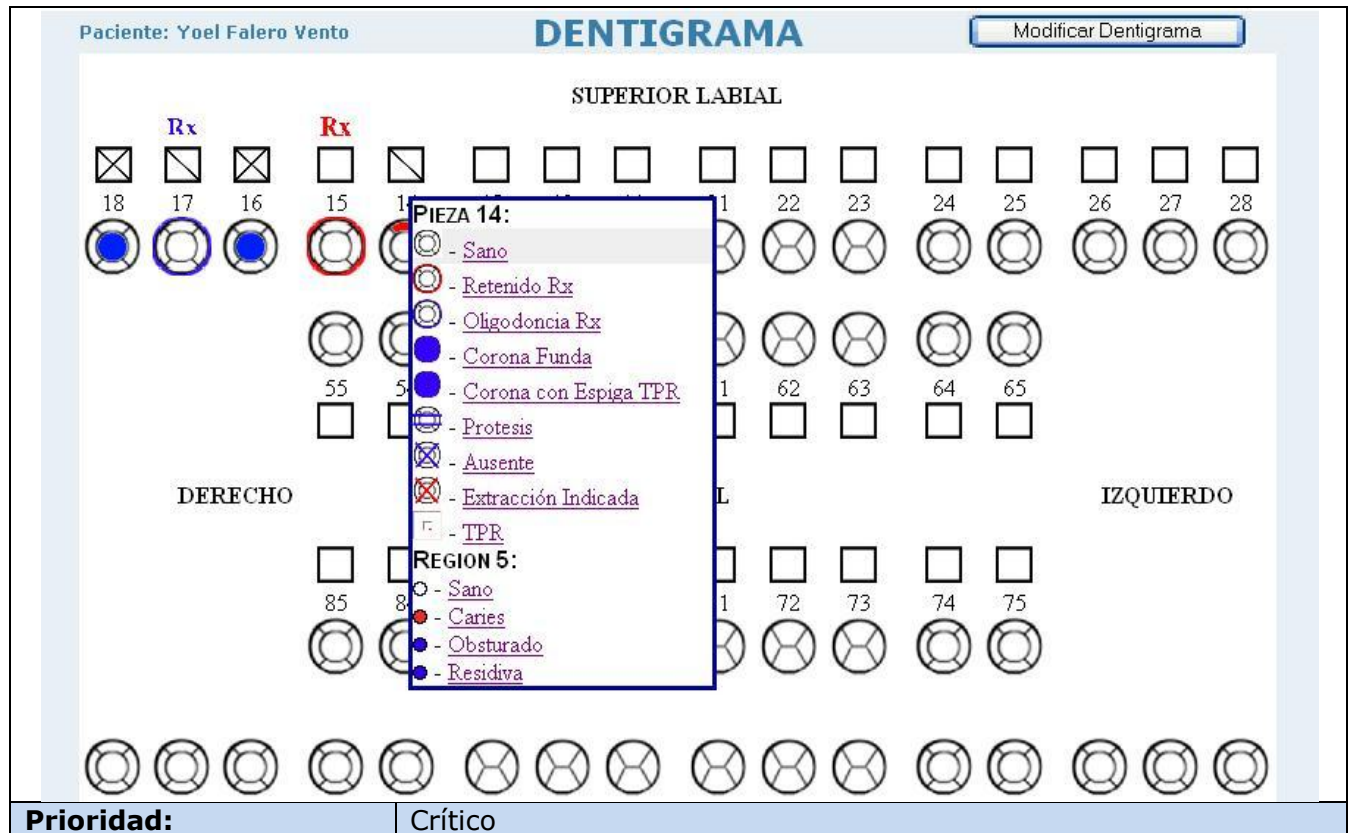 Paciente: Yoel Falero Vento DENTIGRAMA Modificar Dentigrama
SUPERIOR LABIAL
Rx Rx
18 17 16 15 22 23 24 25 26 27 28
PIEZA 14:
- Sano
- Retenido Rx
- Oligodoncia Rx
- Corona Funda
- Corona con Espiga TPR
55 62 63 64 65
- Protesis
- Ausente
DERECHO - Extracción Indicada IZQUIERDO
- TPR
REGION 5:
- Sano
85 72 73 74 75
- Caries
- Obsturado
- Residiva
Prioridad: Crítico